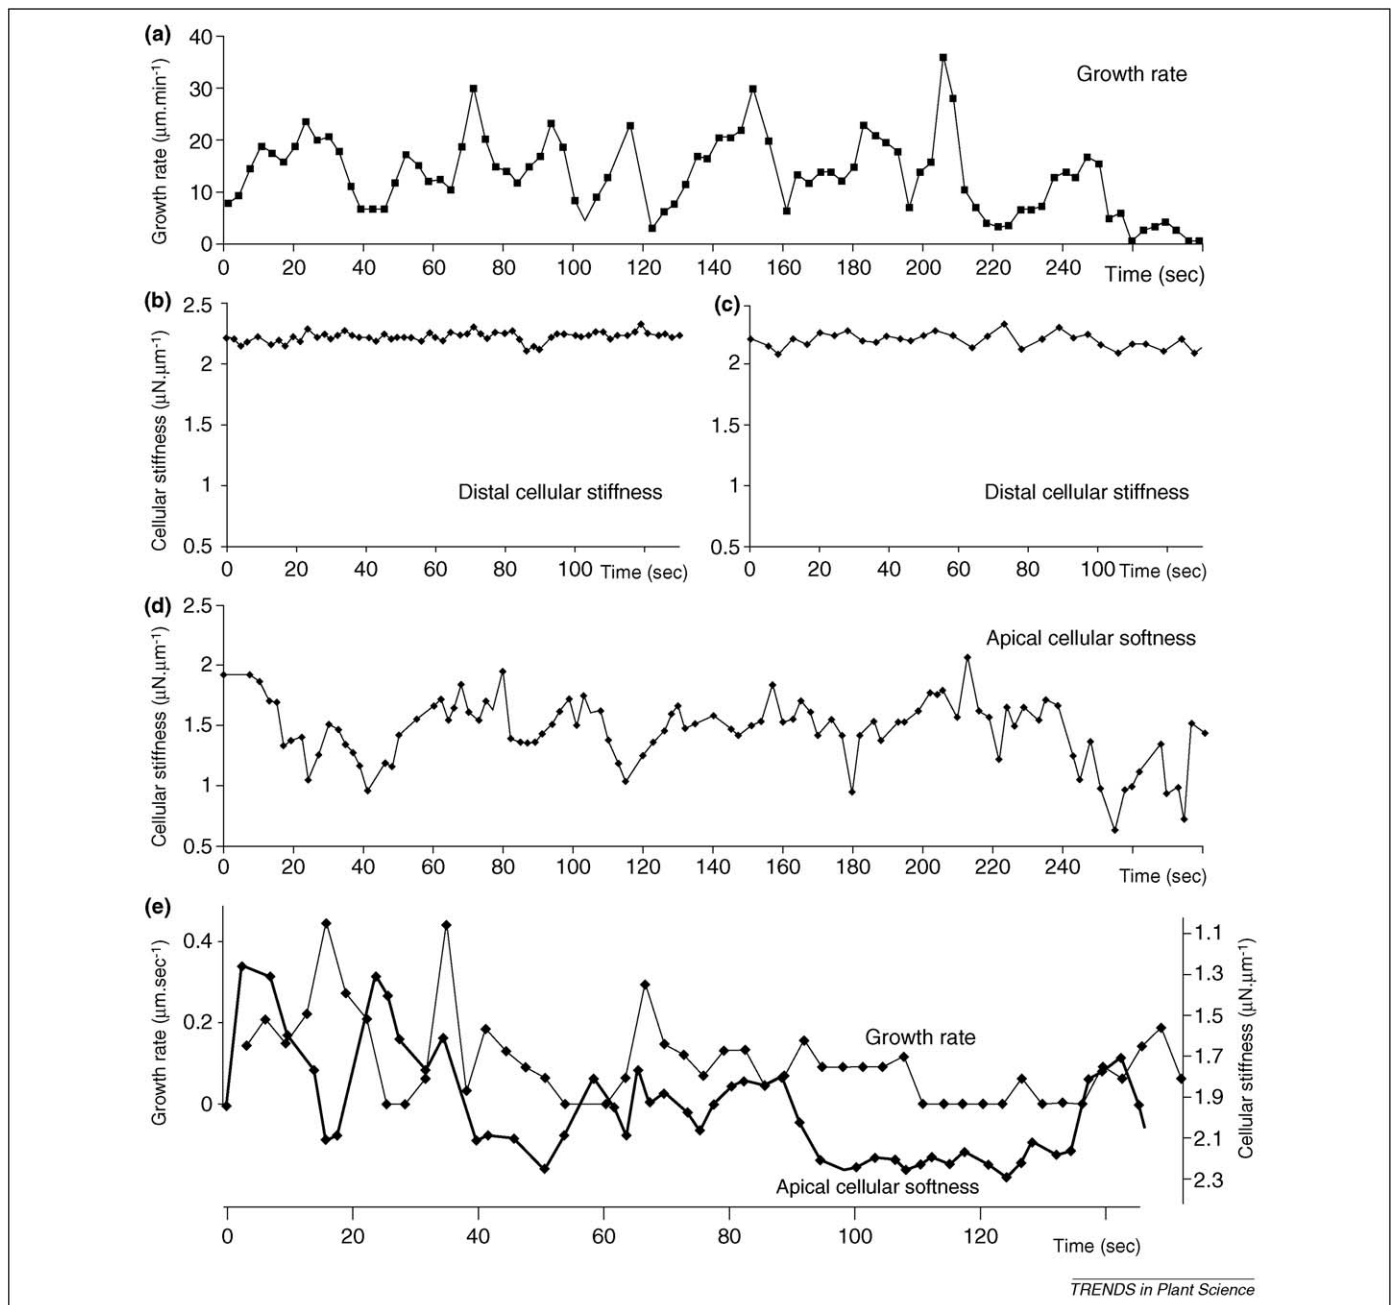 (a)
Growth rate (μm.min⁻¹)
40
30
20
10
0
Growth rate
0 20 40 60 80 100 120 140 160 180 200 220 240 Time (sec)
(b)
Cellular stiffness (μN.μm⁻¹)
2.5
2
1.5
1
0.5
Distal cellular stiffness
0 20 40 60 80 100 Time (sec)
(c)
2
1.5
1
0.5
Distal cellular stiffness
0 20 40 60 80 100 Time (sec)
(d)
Cellular stiffness (μN.μm⁻¹)
2.5
2
1.5
1
0.5
Apical cellular softness
0 20 40 60 80 100 120 140 160 180 200 220 240
Time (sec)
(e)
Growth rate (μm.sec⁻¹)
0.4
0.2
0
Growth rate
Apical cellular softness
1.1
1.3
1.5
1.7
1.9
2.1
2.3
Cellular stiffness (μN.μm⁻¹)
0 20 40 60 80 100 120
Time (sec)
TRENDS in Plant Science